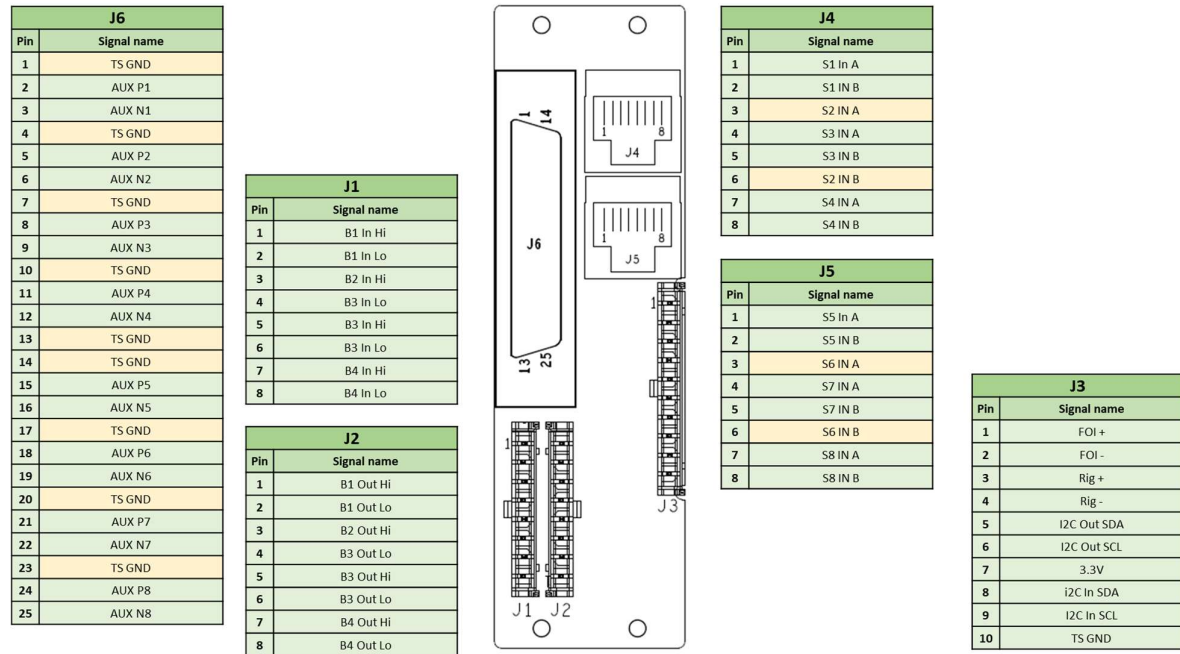 J6
Pin Signal name
1 TS GND
2 AUX P1
3 AUX N1
4 TS GND
5 AUX P2
6 AUX N2
7 TS GND
8 AUX P3
9 AUX N3
10 TS GND
11 AUX P4
12 AUX N4
13 TS GND
14 TS GND
15 AUX P5
16 AUX N5
17 TS GND
18 AUX P6
19 AUX N6
20 TS GND
21 AUX P7
22 AUX N7
23 TS GND
24 AUX P8
25 AUX N8
J1
Pin Signal name
1 B1 In Hi
2 B1 In Lo
3 B2 In Hi
4 B3 In Lo
5 B3 In Hi
6 B3 In Lo
7 B4 In Hi
8 B4 In Lo
J2
Pin Signal name
1 B1 Out Hi
2 B1 Out Lo
3 B2 Out Hi
4 B3 Out Lo
5 B3 Out Hi
6 B3 Out Lo
7 B4 Out Hi
8 B4 Out Lo
1 14
J6
13 25
1 8
J4
1 8
J5
1
J3
1
1
J1 J2
J4
Pin Signal name
1 S1 In A
2 S1 IN B
3 S2 IN A
4 S3 IN A
5 S3 IN B
6 S2 IN B
7 S4 IN A
8 S4 IN B
J5
Pin Signal name
1 S5 In A
2 S5 IN B
3 S6 IN A
4 S7 IN A
5 S7 IN B
6 S6 IN B
7 S8 IN A
8 S8 IN B
J3
Pin Signal name
1 FOI +
2 FOI -
3 Rig +
4 Rig -
5 I2C Out SDA
6 I2C Out SCL
7 3.3V
8 i2C In SDA
9 I2C In SCL
10 TS GND